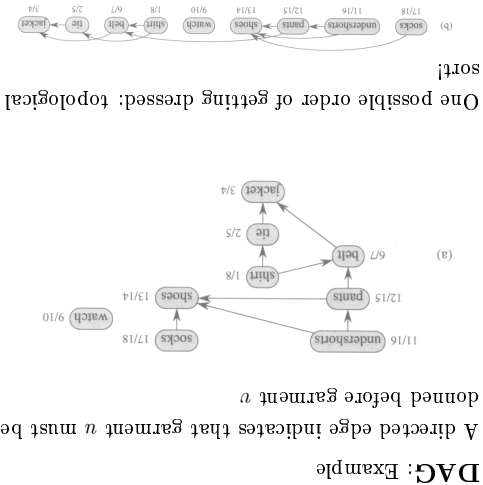 DAG: Example
A directed edge indicates that garment u must be
donned before garment v
11/16 undershorts socks 17/18
12/15 pants shoes 13/14 watch 9/10
(a) 6/7 belt shirt 1/8
tie 2/5
jacket 3/4
One possible order of getting dressed: topological
sort!
(b) socks undershorts pants shoes watch shirt belt tie jacket
17/18 11/16 12/15 13/14 9/10 1/8 6/7 2/5 3/4